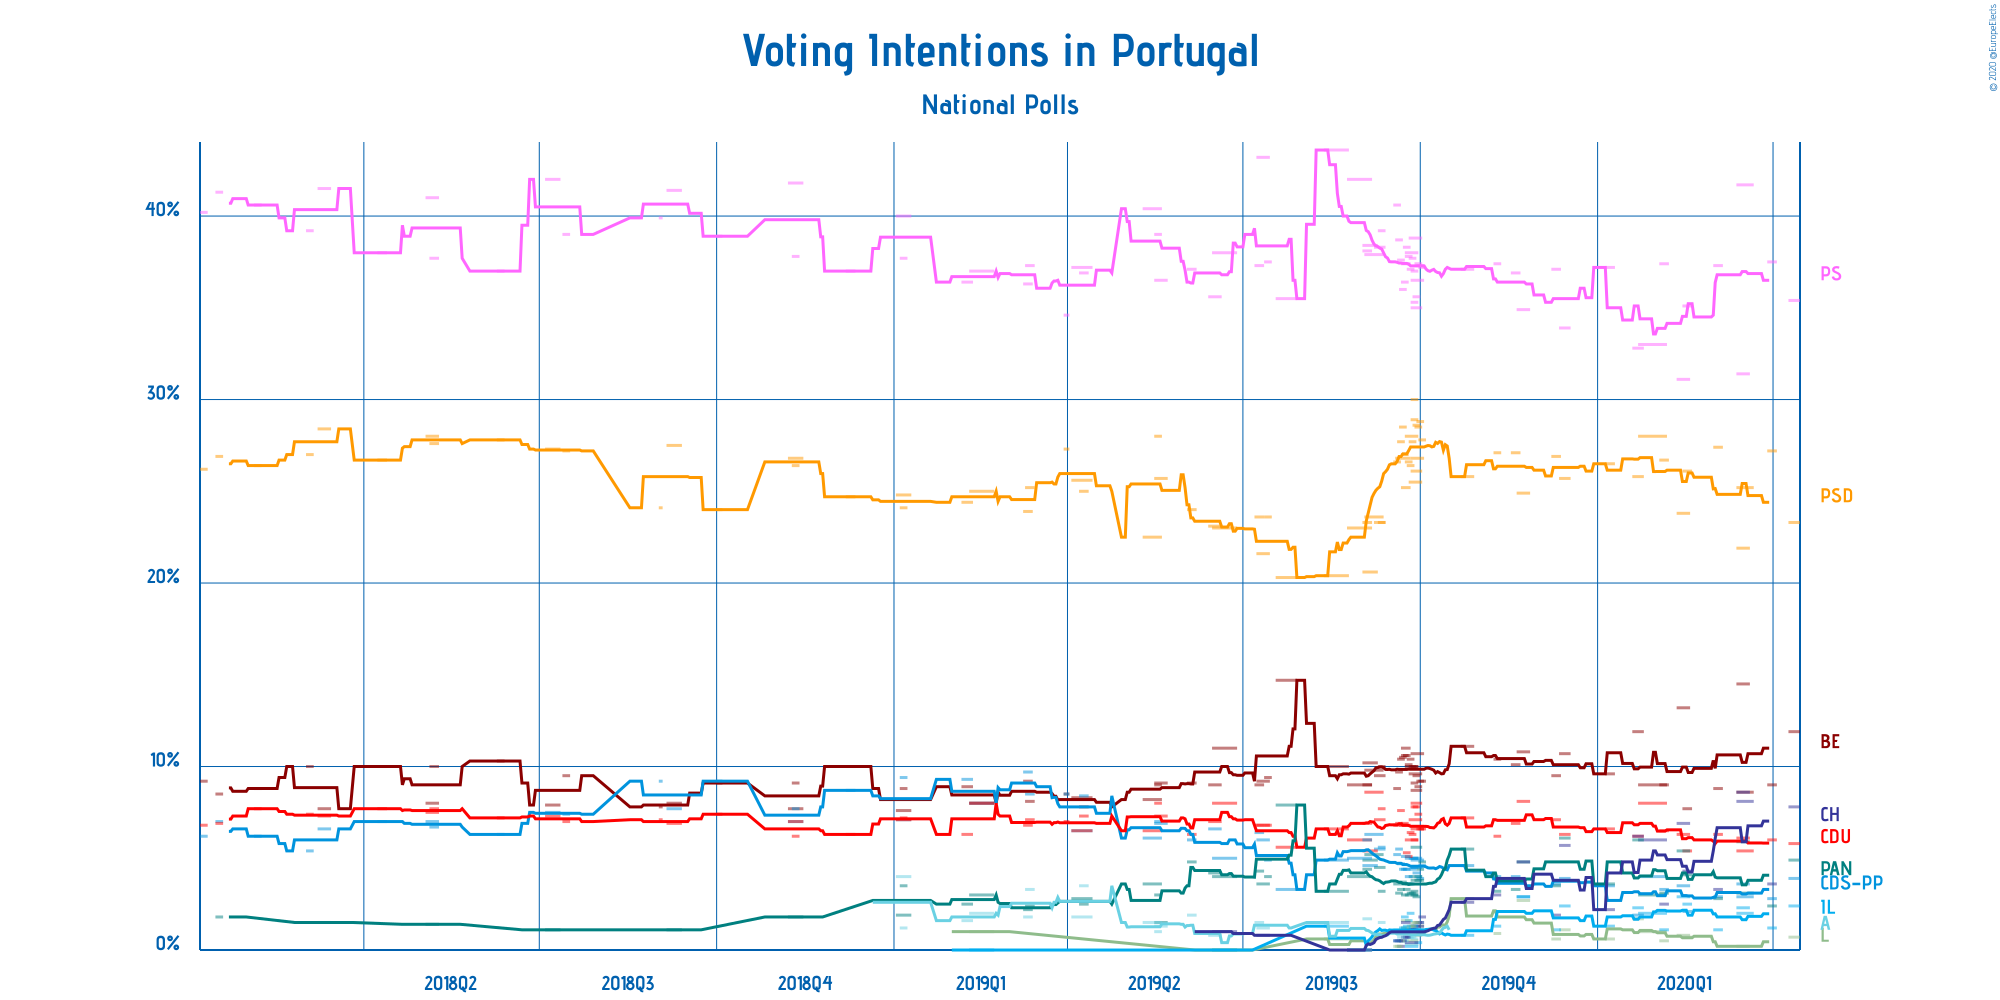 Voting Intentions in Portugal
National Polls
© 2020 @EuropeElects
40%
30%
20%
10%
0%
PS
PSD
BE
CH
CDU
PAN
CDS-PP
IL
A
L
2018Q2 2018Q3 2018Q4 2019Q1 2019Q2 2019Q3 2019Q4 2020Q1